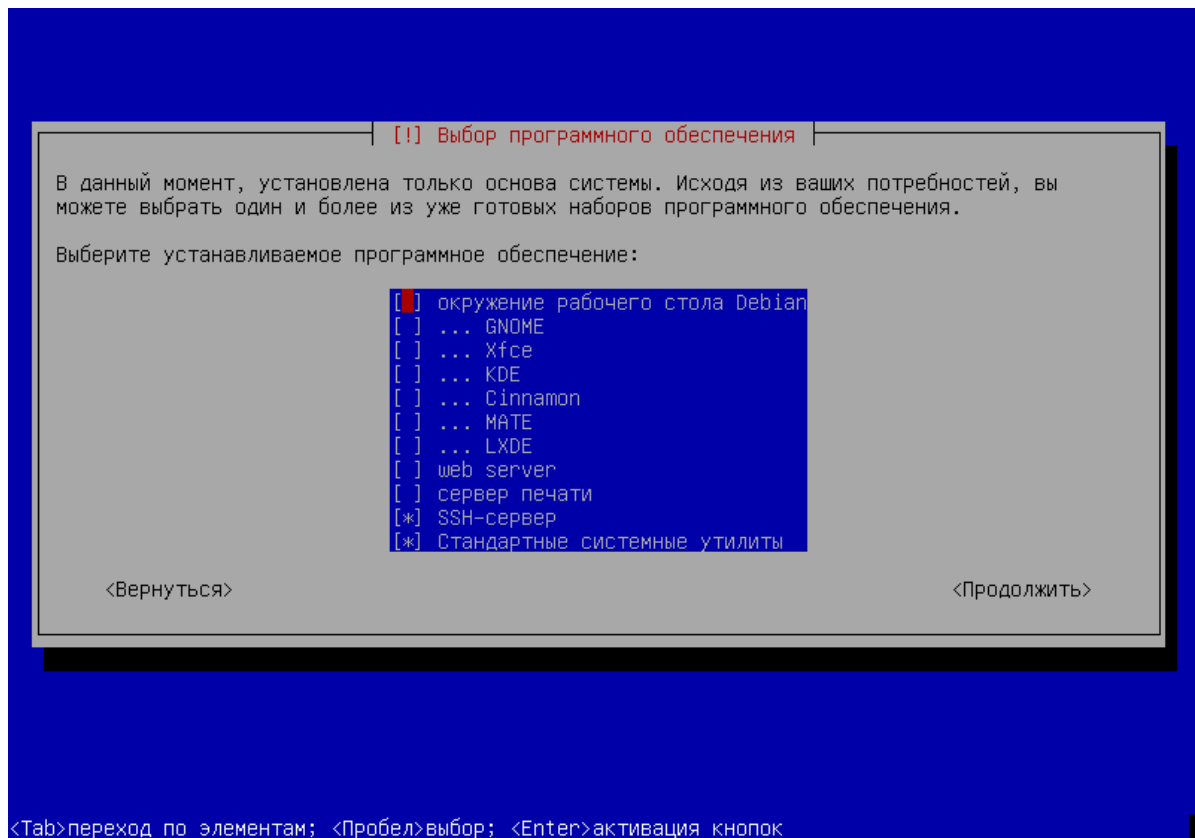 [!] Выбор программного обеспечения
В данный момент, установлена только основа системы. Исходя из ваших потребностей, вы
можете выбрать один и более из уже готовых наборов программного обеспечения.
Выберите устанавливаемое программное обеспечение:
[ ] окружение рабочего стола Debian
[ ] ... GNOME
[ ] ... Xfce
[ ] ... KDE
[ ] ... Cinnamon
[ ] ... MATE
[ ] ... LXDE
[ ] web server
[ ] сервер печати
[*] SSH-сервер
[*] Стандартные системные утилиты
<Вернуться> <Продолжить>
<Tab>переход по элементам; <Пробел>выбор; <Enter>активация кнопок